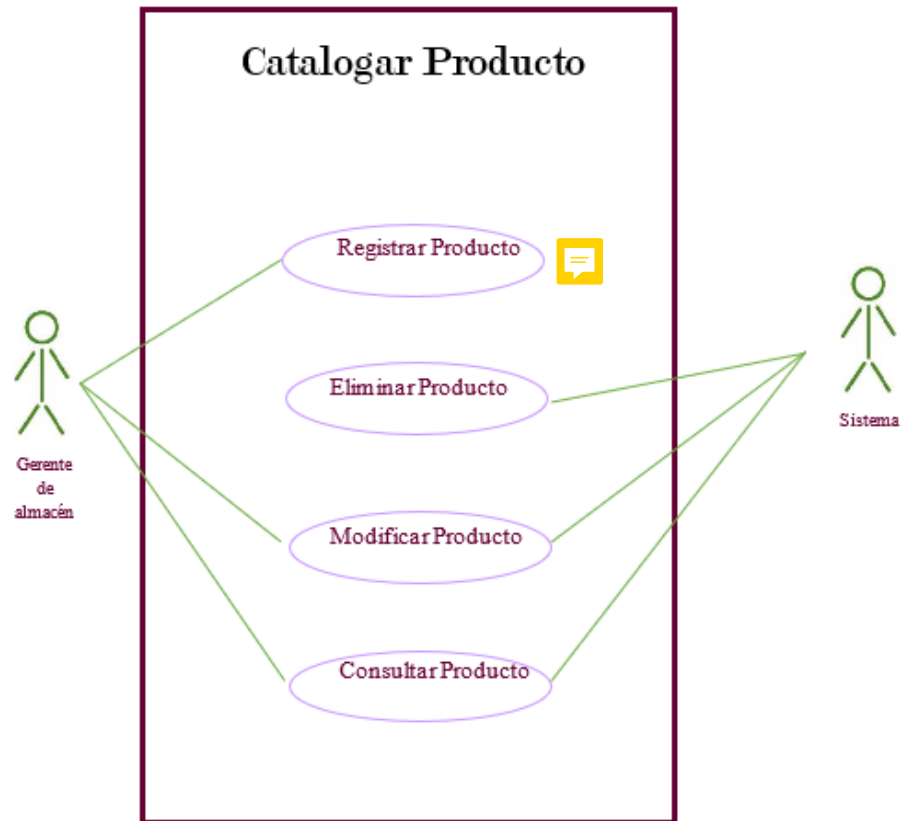 Catalogar Producto
Registrar Producto
Eliminar Producto
Modificar Producto
Consultar Producto
Gerente
de
almacén
Sistema